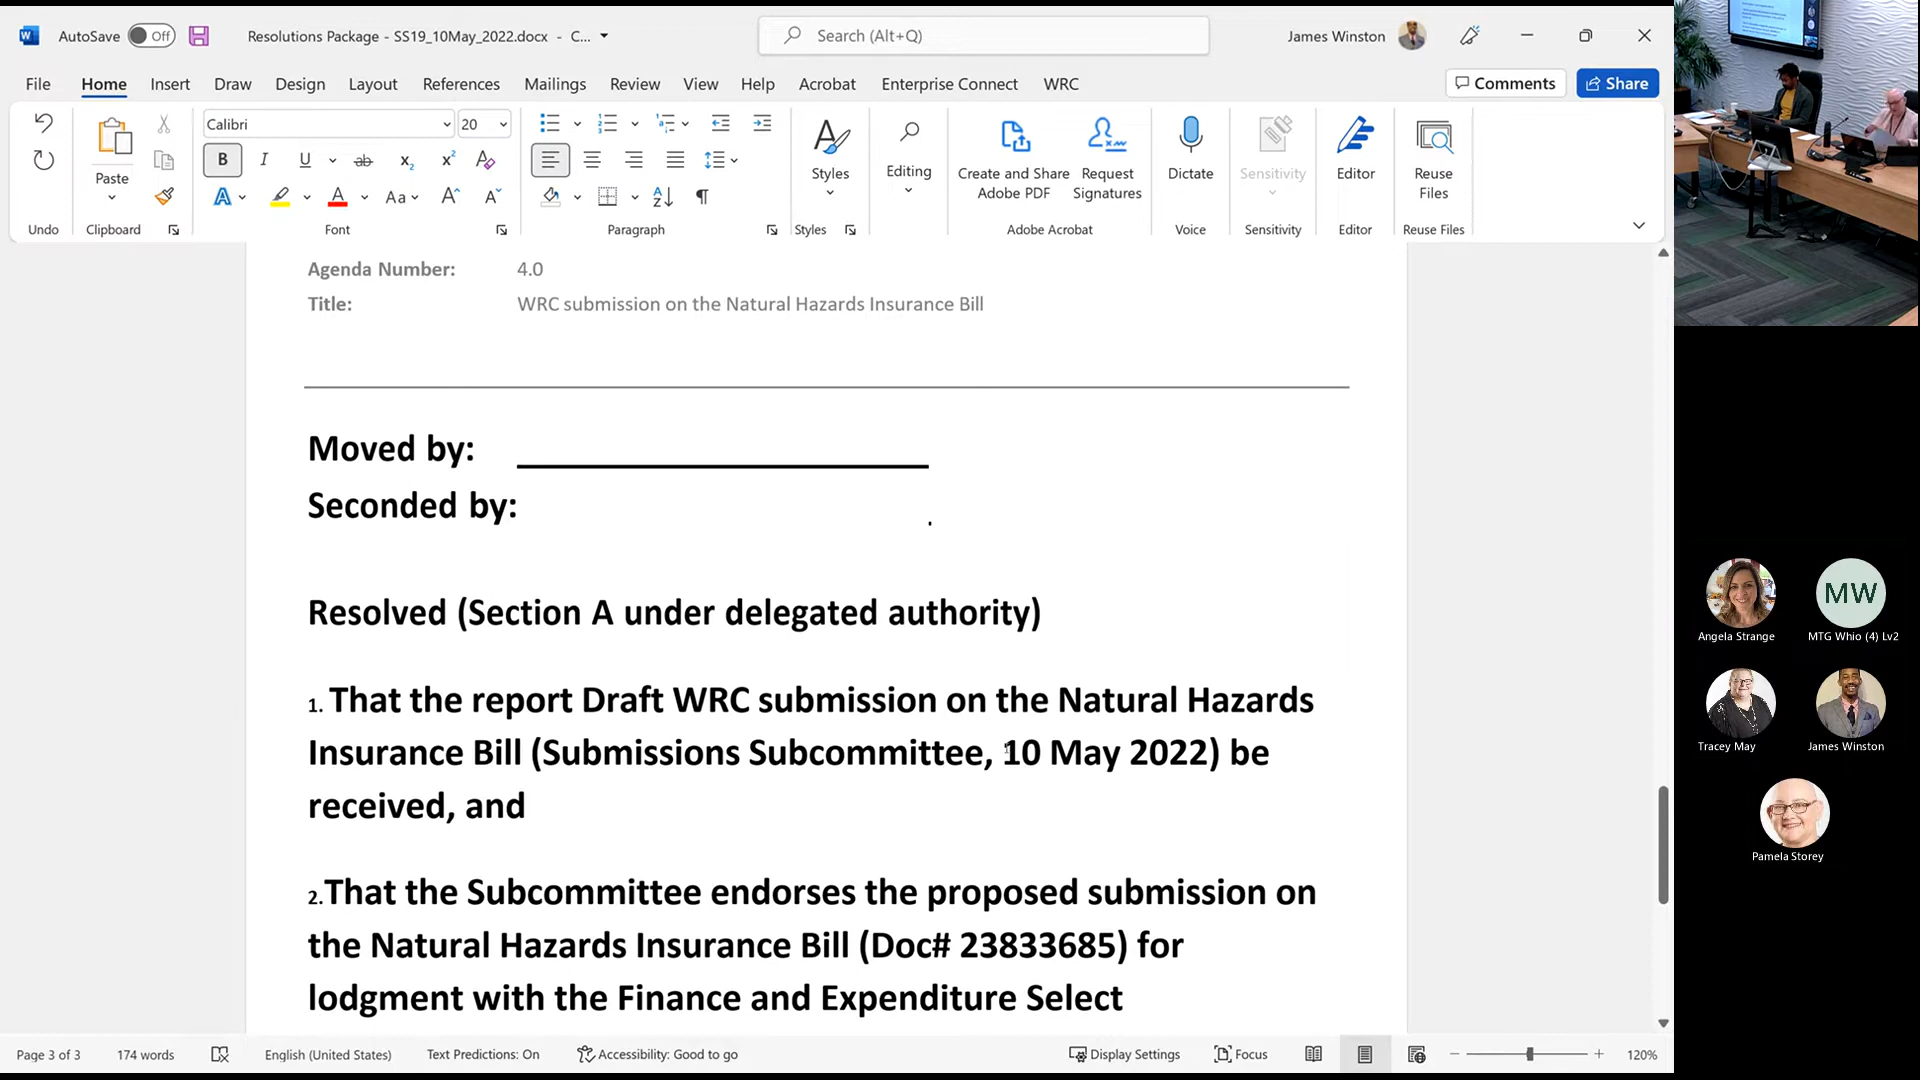 AutoSave Off Resolutions Package - SS19_10May_2022.docx - C... Search (Alt+Q) James Winston
File Home Insert Draw Design Layout References Mailings Review View Help Acrobat Enterprise Connect WRC Comments Share
Calibri 20
Paste
Styles
Editing
Create and Share
Adobe PDF
Request
Signatures
Dictate
Sensitivity
Editor
Reuse
Files
Undo Clipboard Font Paragraph Styles Adobe Acrobat Voice Sensitivity Editor Reuse Files
Agenda Number: 4.0
Title: WRC submission on the Natural Hazards Insurance Bill
Moved by:
Seconded by:
.
Resolved (Section A under delegated authority)
1. That the report Draft WRC submission on the Natural Hazards
Insurance Bill (Submissions Subcommittee, 10 May 2022) be
received, and
2.That the Subcommittee endorses the proposed submission on
the Natural Hazards Insurance Bill (Doc# 23833685) for
lodgment with the Finance and Expenditure Select
Page 3 of 3 174 words English (United States) Text Predictions: On Accessibility: Good to go Display Settings Focus 120%
MW
Angela Strange MTG Whio (4) Lv2
Tracey May James Winston
Pamela Storey